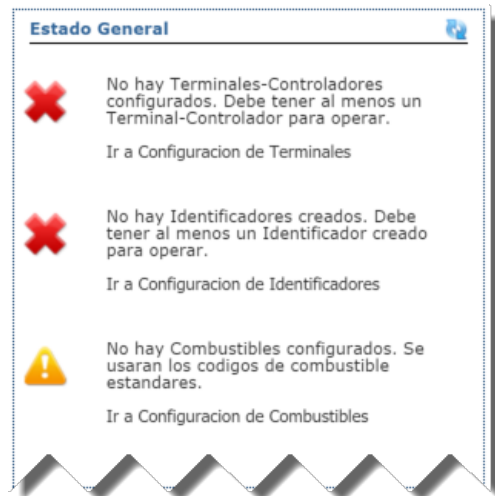 Estado General
No hay Terminales-Controladores
configurados. Debe tener al menos un
Terminal-Controlador para operar.
Ir a Configuracion de Terminales
No hay Identificadores creados. Debe
tener al menos un Identificador creado
para operar.
Ir a Configuracion de Identificadores
No hay Combustibles configurados. Se
usaran los codigos de combustible
estandares.
Ir a Configuracion de Combustibles